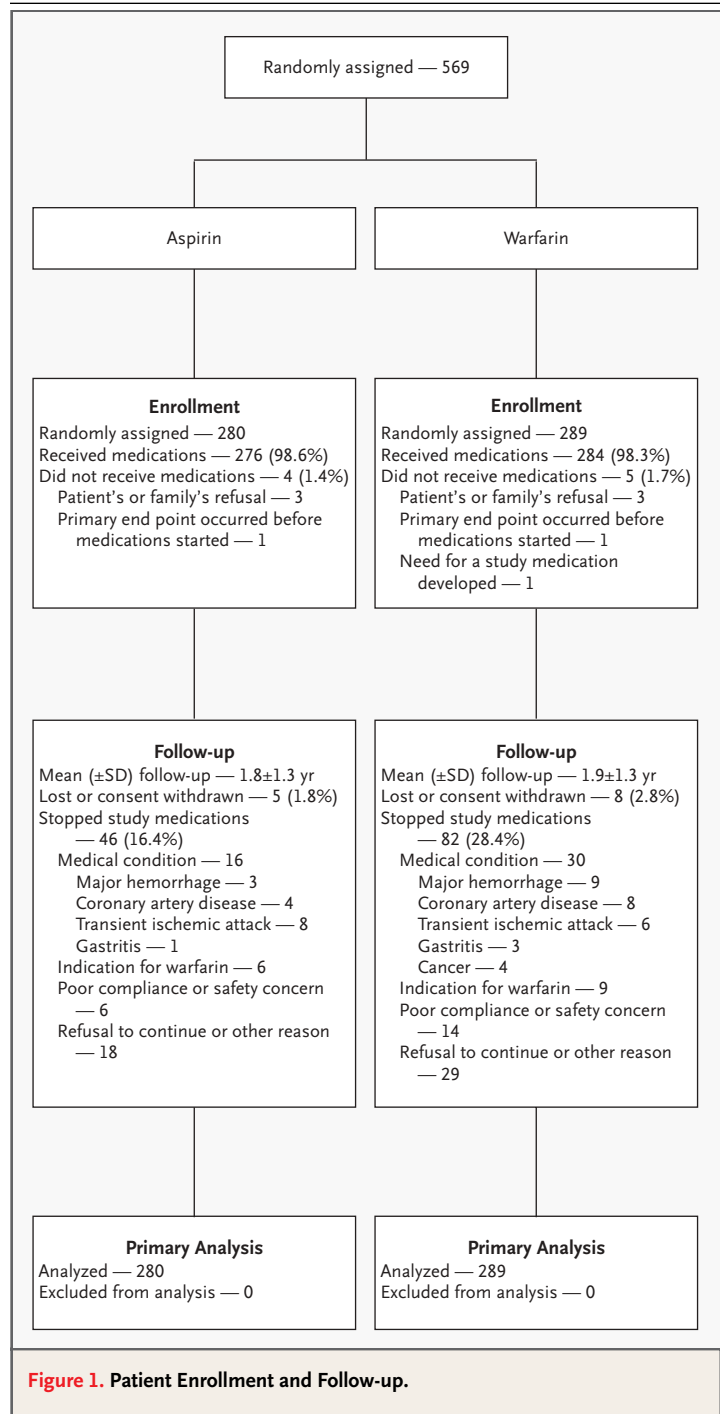 Randomly assigned — 569
Aspirin
Warfarin
Enrollment
Randomly assigned — 280
Received medications — 276 (98.6%)
Did not receive medications — 4 (1.4%)
Patient's or family's refusal — 3
Primary end point occurred before
medications started — 1
Enrollment
Randomly assigned — 289
Received medications — 284 (98.3%)
Did not receive medications — 5 (1.7%)
Patient's or family's refusal — 3
Primary end point occurred before
medications started — 1
Need for a study medication
developed — 1
Follow-up
Mean (±SD) follow-up — 1.8±1.3 yr
Lost or consent withdrawn — 5 (1.8%)
Stopped study medications
— 46 (16.4%)
Medical condition — 16
Major hemorrhage — 3
Coronary artery disease — 4
Transient ischemic attack — 8
Gastritis — 1
Indication for warfarin — 6
Poor compliance or safety concern
— 6
Refusal to continue or other reason
— 18
Follow-up
Mean (±SD) follow-up — 1.9±1.3 yr
Lost or consent withdrawn — 8 (2.8%)
Stopped study medications
— 82 (28.4%)
Medical condition — 30
Major hemorrhage — 9
Coronary artery disease — 8
Transient ischemic attack — 6
Gastritis — 3
Cancer — 4
Indication for warfarin — 9
Poor compliance or safety concern
— 14
Refusal to continue or other reason
— 29
Primary Analysis
Analyzed — 280
Excluded from analysis — 0
Primary Analysis
Analyzed — 289
Excluded from analysis — 0
Figure 1. Patient Enrollment and Follow-up.